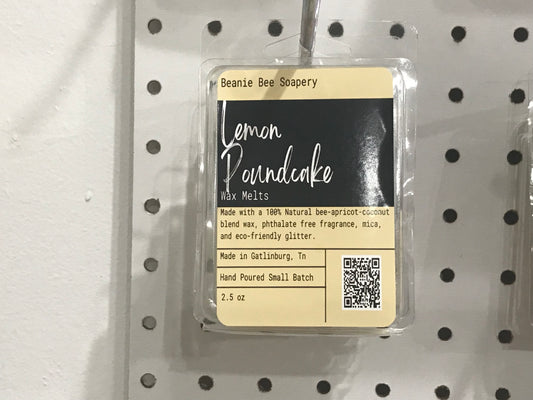 Beanie Bee Soapery
Lemon
Poundcake
Wax Melts
Made with a 100% Natural bee-apricot-coconut
blend wax, phthalate free fragrance, mica,
and eco-friendly glitter.
Made in Gatlinburg, Tn
Hand Poured Small Batch
2.5 oz